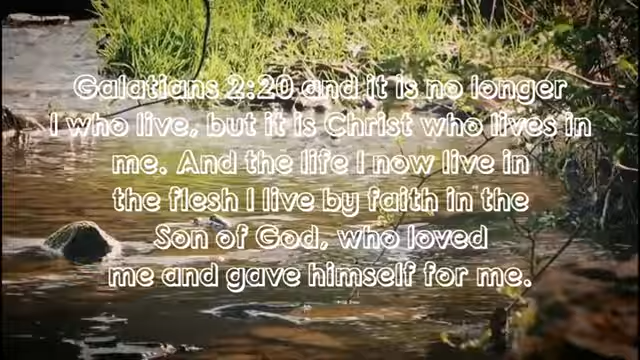 Galatians 2:20 and it is no longer
I who live, but it is Christ who lives in
me. And the life I now live in
the flesh I live by faith in the
Son of God, who loved
me and gave himself for me.